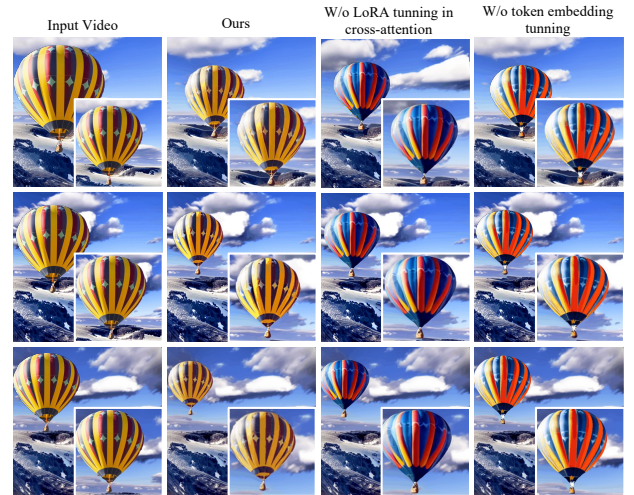 Input Video
Ours
W/o LoRA tunning in
cross-attention
W/o token embedding
tunning